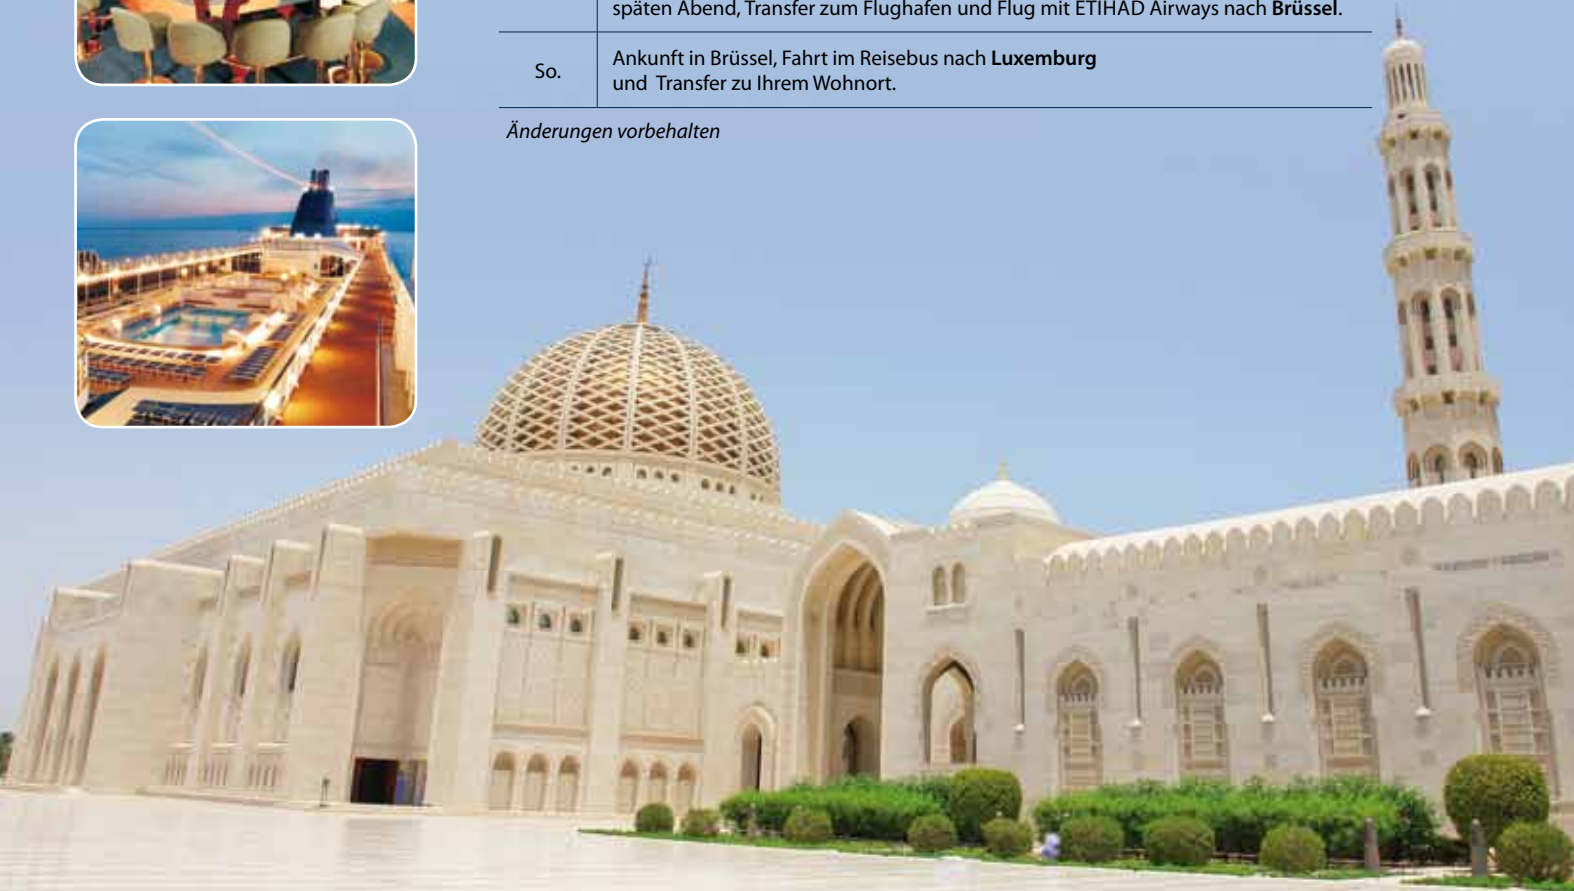 späten Abend, Transfer zum Flughafen und Flug mit ETIHAD Airways nach Brüssel.
So.
Ankunft in Brüssel, Fahrt im Reisebus nach Luxemburg
und Transfer zu Ihrem Wohnort.
Änderungen vorbehalten